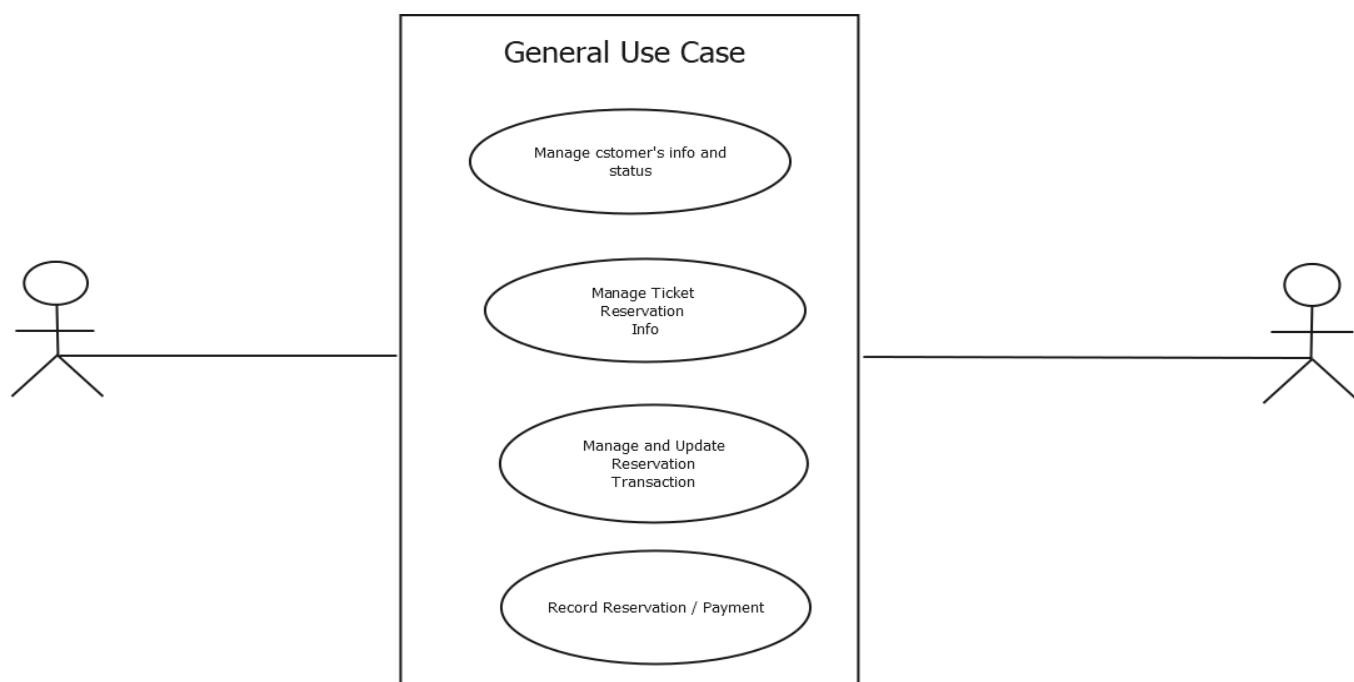 General Use Case
Manage cstomer's info and
status
Manage Ticket
Reservation
Info
Manage and Update
Reservation
Transaction
Record Reservation / Payment